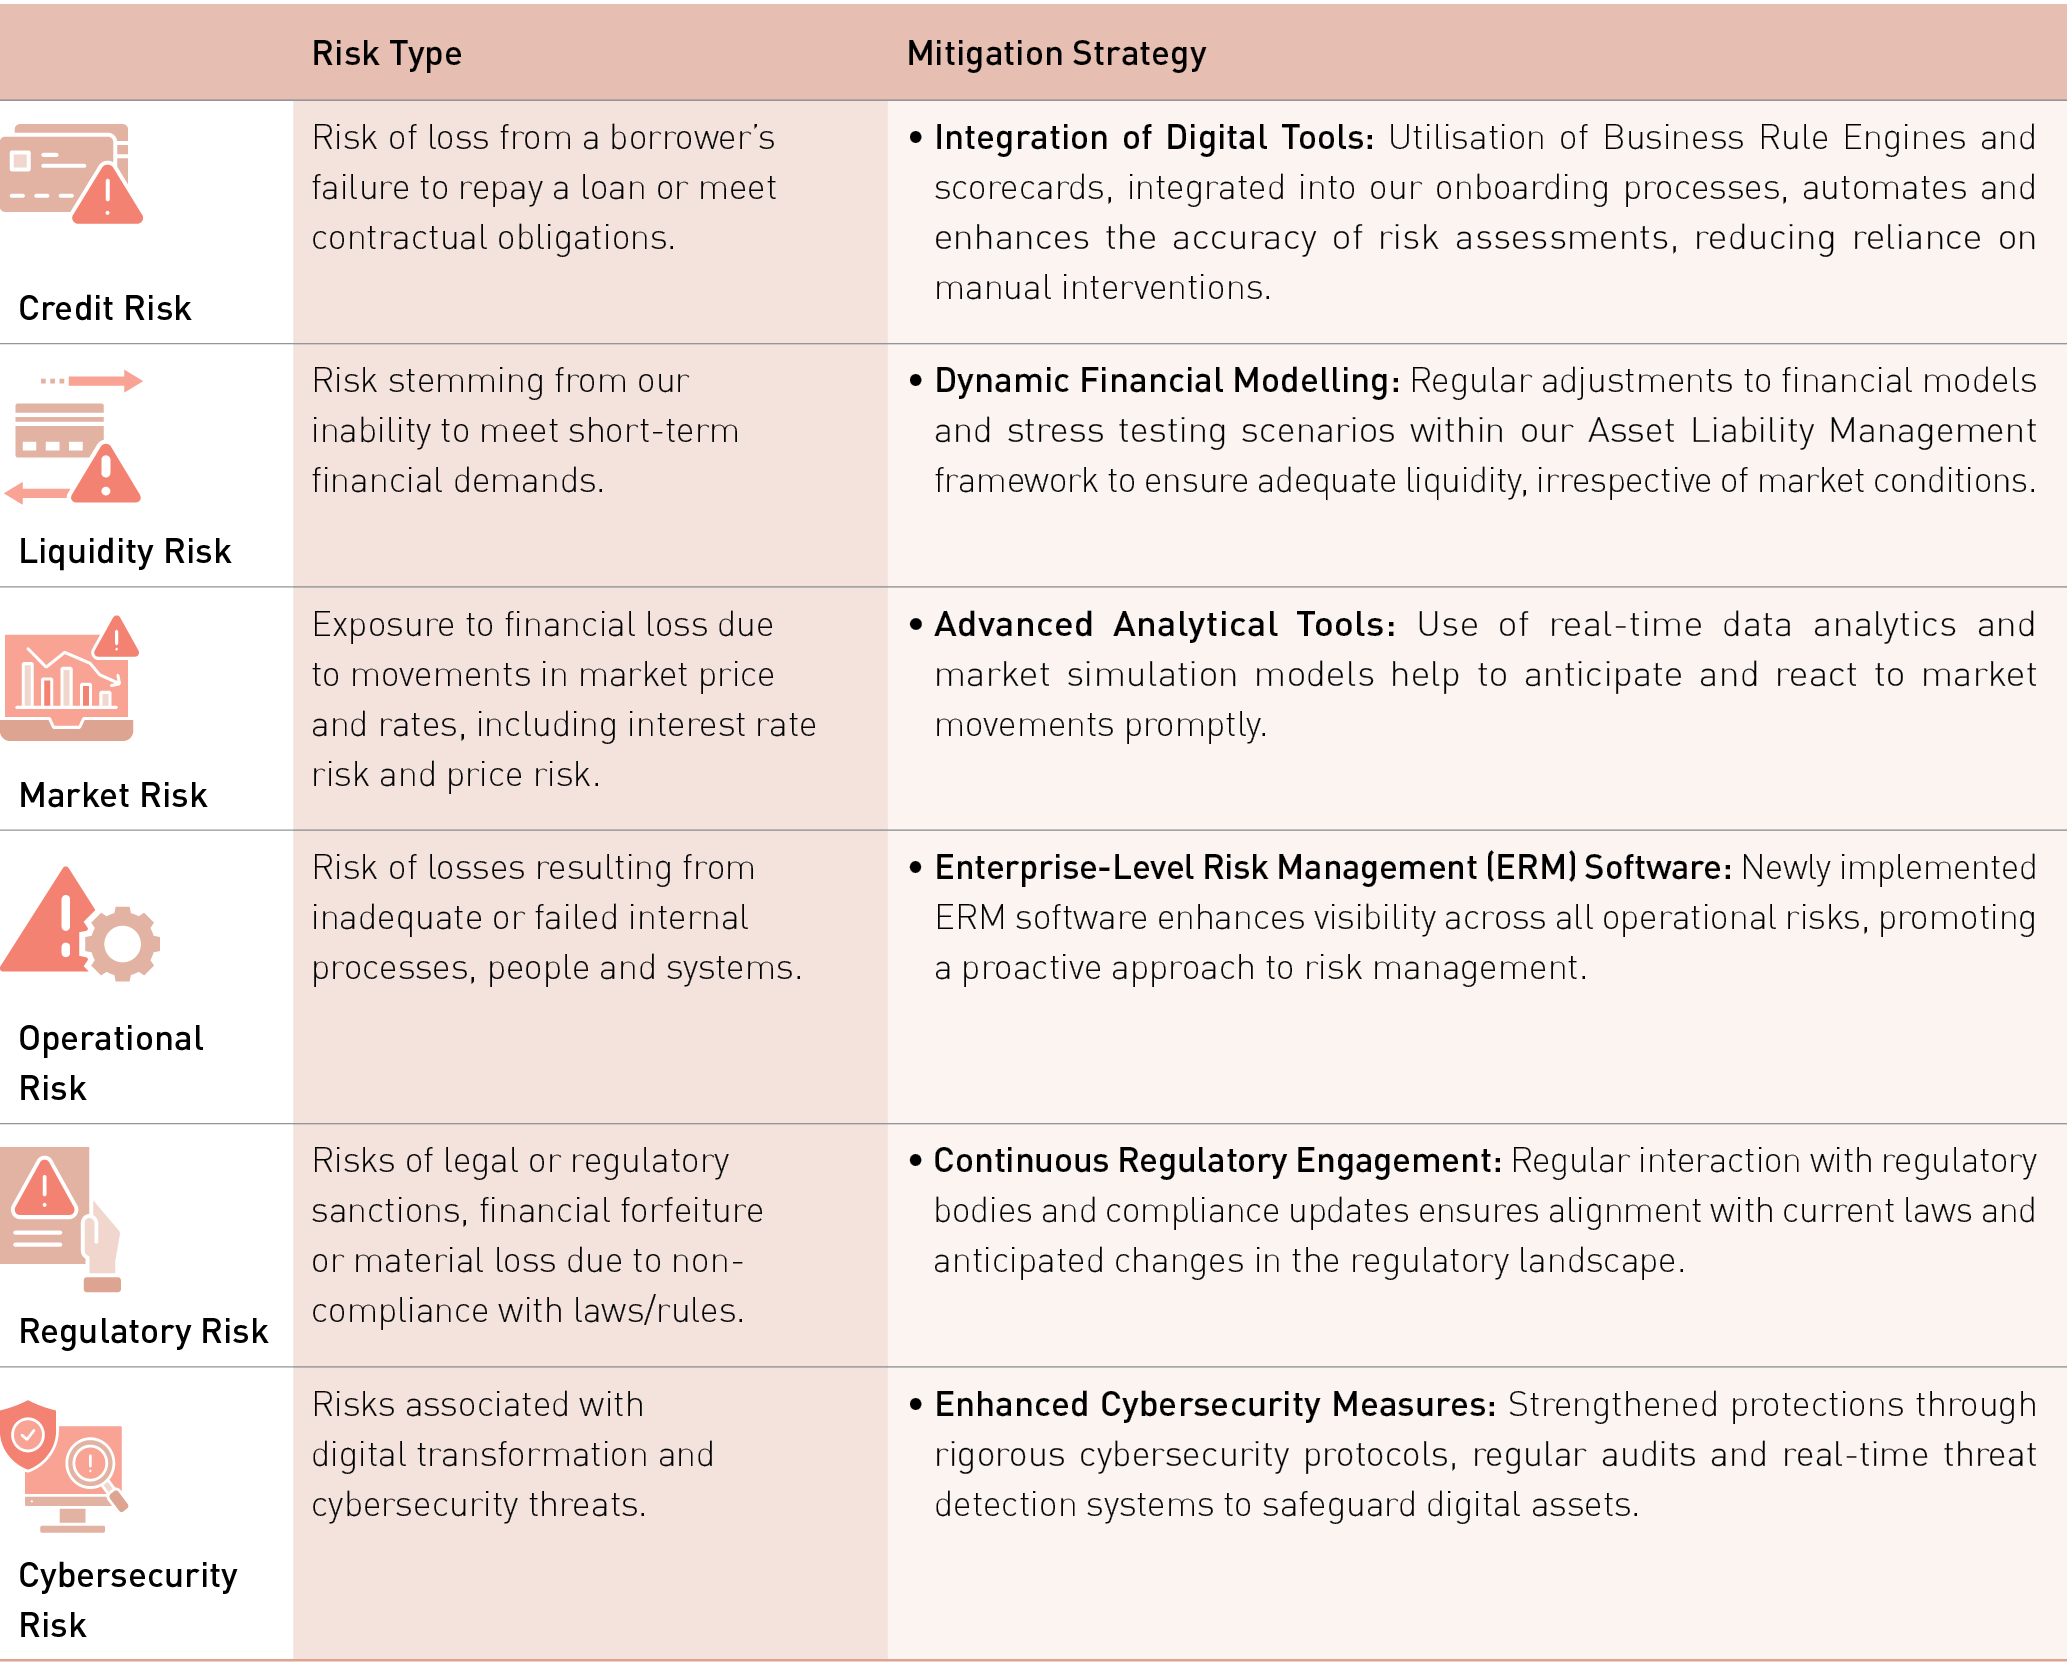 Risk Type
Mitigation Strategy
Credit Risk
Risk of loss from a borrower’s
failure to repay a loan or meet
contractual obligations.
• Integration of Digital Tools: Utilisation of Business Rule Engines and
scorecards, integrated into our onboarding processes, automates and
enhances the accuracy of risk assessments, reducing reliance on
manual interventions.
Liquidity Risk
Risk stemming from our
inability to meet short-term
financial demands.
• Dynamic Financial Modelling: Regular adjustments to financial models
and stress testing scenarios within our Asset Liability Management
framework to ensure adequate liquidity, irrespective of market conditions.
Market Risk
Exposure to financial loss due
to movements in market price
and rates, including interest rate
risk and price risk.
• Advanced Analytical Tools: Use of real-time data analytics and
market simulation models help to anticipate and react to market
movements promptly.
Operational
Risk
Risk of losses resulting from
inadequate or failed internal
processes, people and systems.
• Enterprise-Level Risk Management (ERM) Software: Newly implemented
ERM software enhances visibility across all operational risks, promoting
a proactive approach to risk management.
Regulatory Risk
Risks of legal or regulatory
sanctions, financial forfeiture
or material loss due to non-
compliance with laws/rules.
• Continuous Regulatory Engagement: Regular interaction with regulatory
bodies and compliance updates ensures alignment with current laws and
anticipated changes in the regulatory landscape.
Cybersecurity
Risk
Risks associated with
digital transformation and
cybersecurity threats.
• Enhanced Cybersecurity Measures: Strengthened protections through
rigorous cybersecurity protocols, regular audits and real-time threat
detection systems to safeguard digital assets.